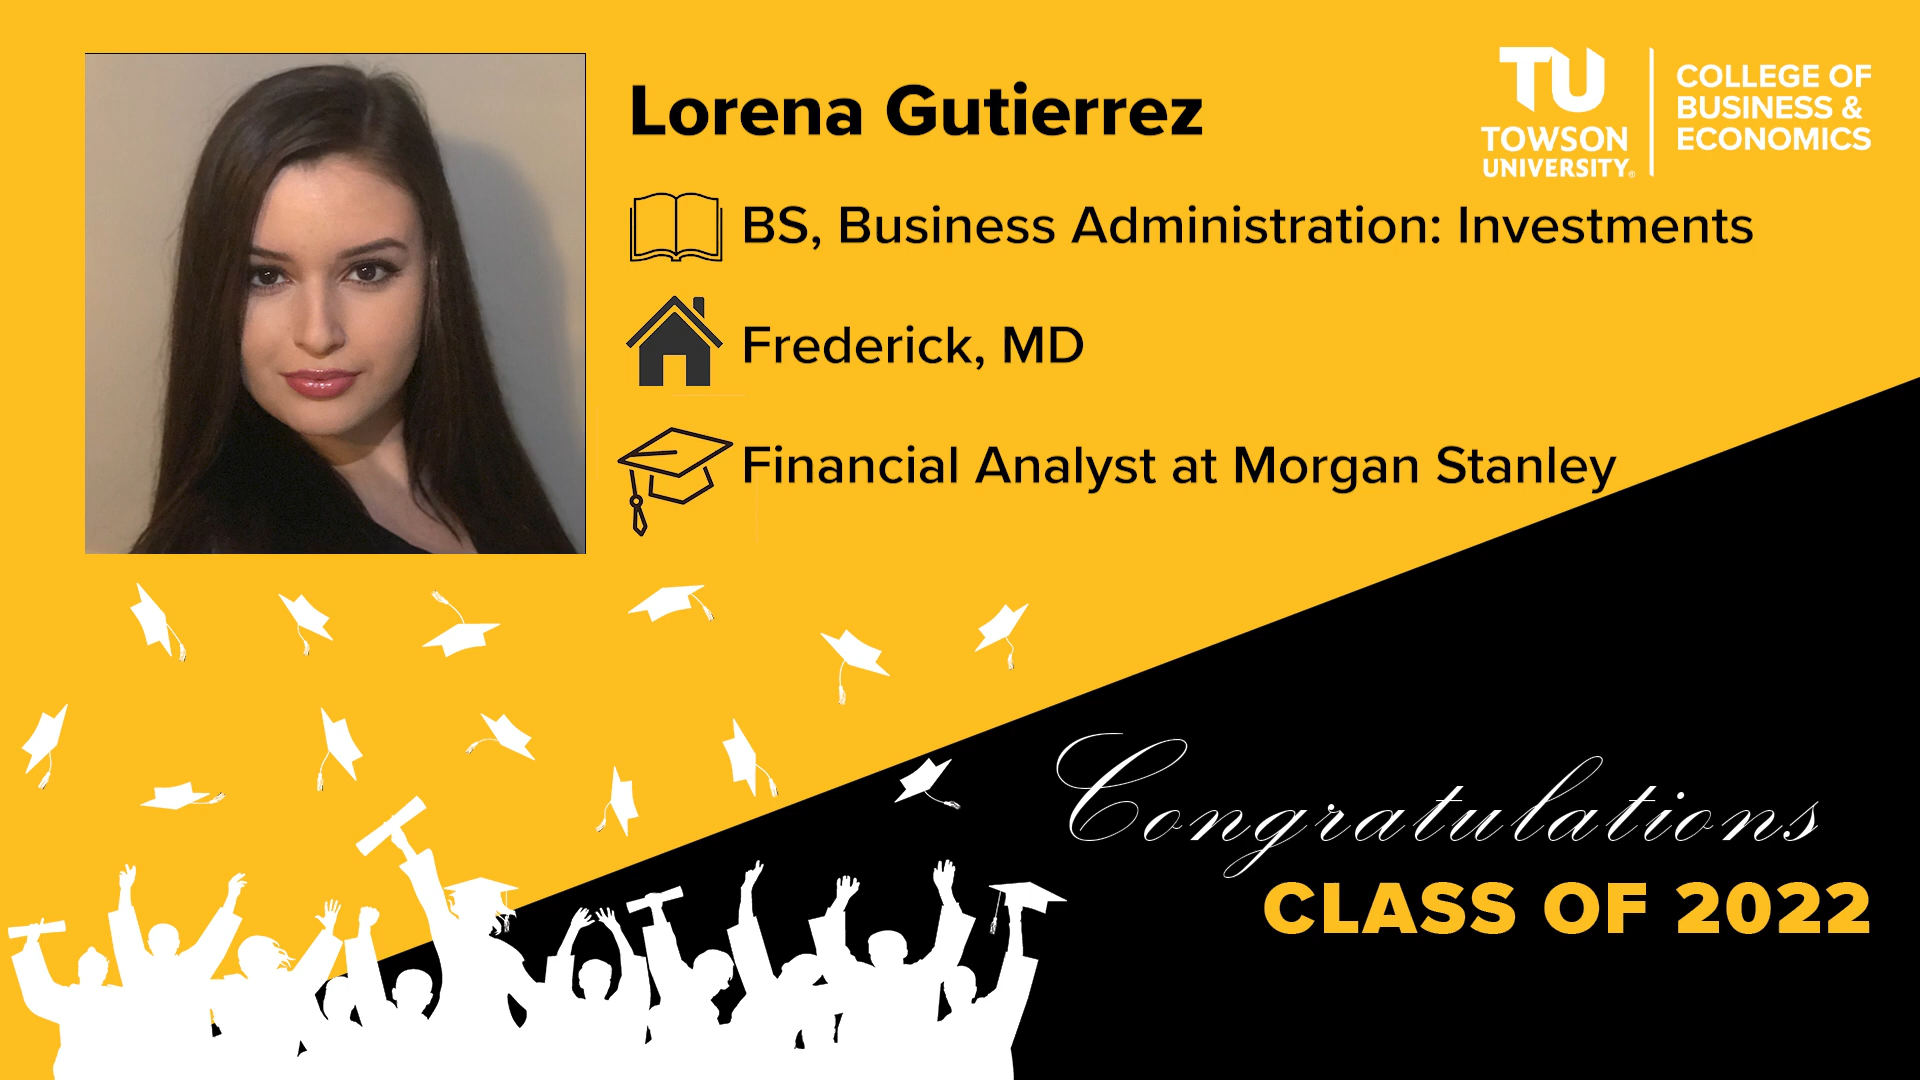 Lorena Gutierrez
TU
TOWSON
UNIVERSITY®
COLLEGE OF
BUSINESS &
ECONOMICS
BS, Business Administration: Investments
Frederick, MD
Financial Analyst at Morgan Stanley
Congratulations
CLASS OF 2022